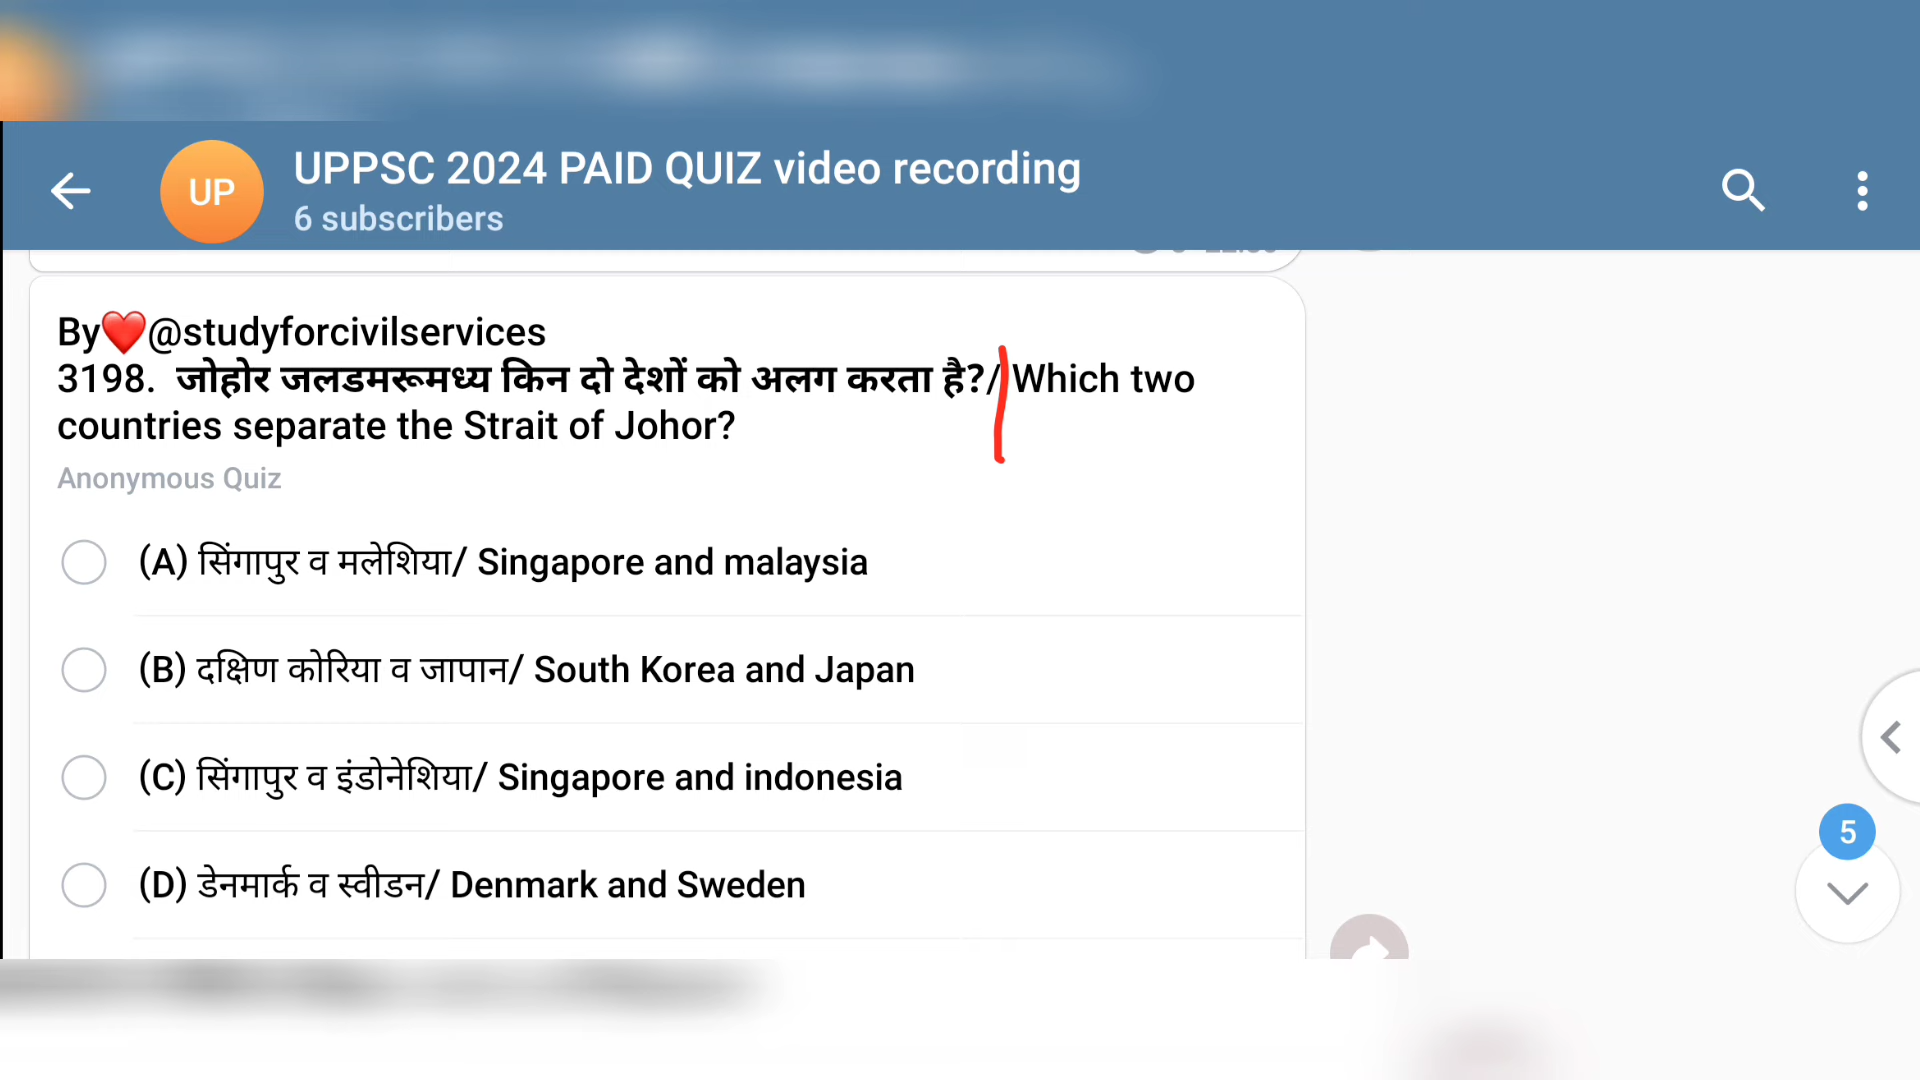 UP
UPPSC 2024 PAID QUIZ video recording
6 subscribers
By❤️@studyforcivilservices
3198. जोहोर जलडमरूमध्य किन दो देशों को अलग करता है?/ Which two
countries separate the Strait of Johor?
Anonymous Quiz
(A) सिंगापुर व मलेशिया/ Singapore and malaysia
(B) दक्षिण कोरिया व जापान/ South Korea and Japan
(C) सिंगापुर व इंडोनेशिया/ Singapore and indonesia
5
(D) डेनमार्क व स्वीडन/ Denmark and Sweden